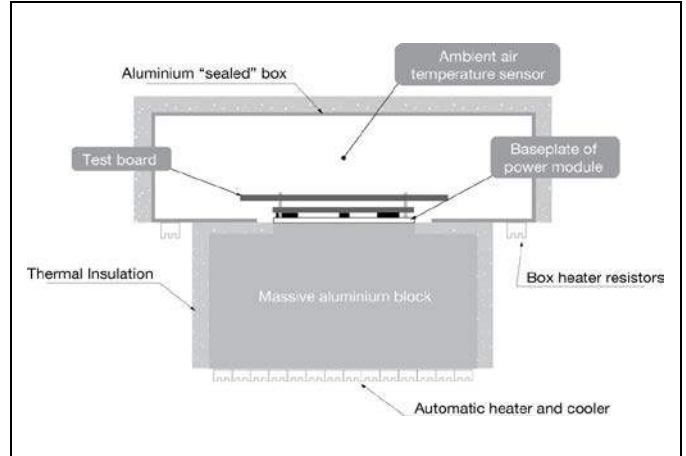 Ambient air
temperature sensor
Aluminium “sealed” box
Test board
Baseplate of
power module
Thermal Insulation
Box heater resistors
Massive aluminium block
Automatic heater and cooler